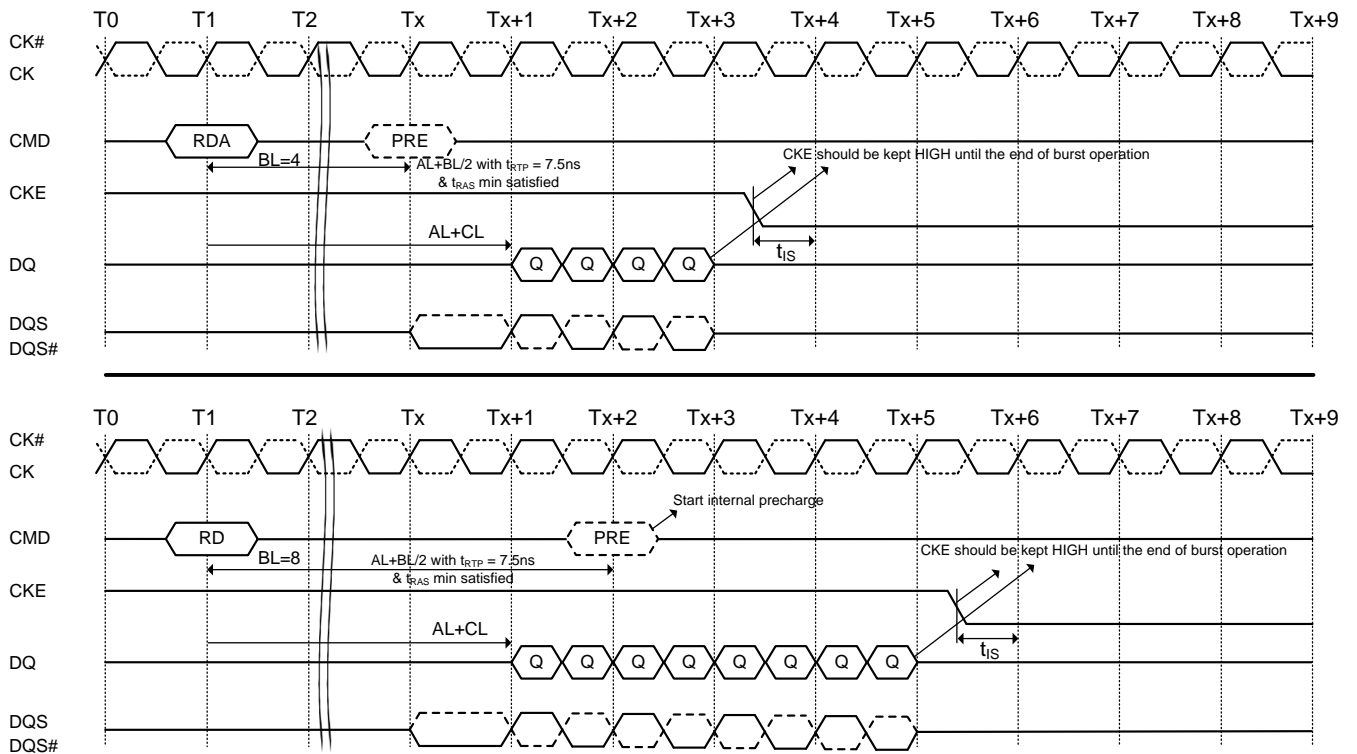 T0 T1 T2 Tx Tx+1 Tx+2 Tx+3 Tx+4 Tx+5 Tx+6 Tx+7 Tx+8 Tx+9
CK#
CK
CMD RDA PRE
BL=4 AL+BL/2 with tRTP = 7.5ns
& tRAS min satisfied
CKE should be kept HIGH until the end of burst operation
CKE
AL+CL
tIS
DQ Q Q Q Q
DQS
DQS#
T0 T1 T2 Tx Tx+1 Tx+2 Tx+3 Tx+4 Tx+5 Tx+6 Tx+7 Tx+8 Tx+9
CK#
CK
Start internal precharge
CMD RD PRE
BL=8 AL+BL/2 with tRTP = 7.5ns
& tRAS min satisfied
CKE should be kept HIGH until the end of burst operation
CKE
AL+CL
tIS
DQ Q Q Q Q Q Q Q Q
DQS
DQS#